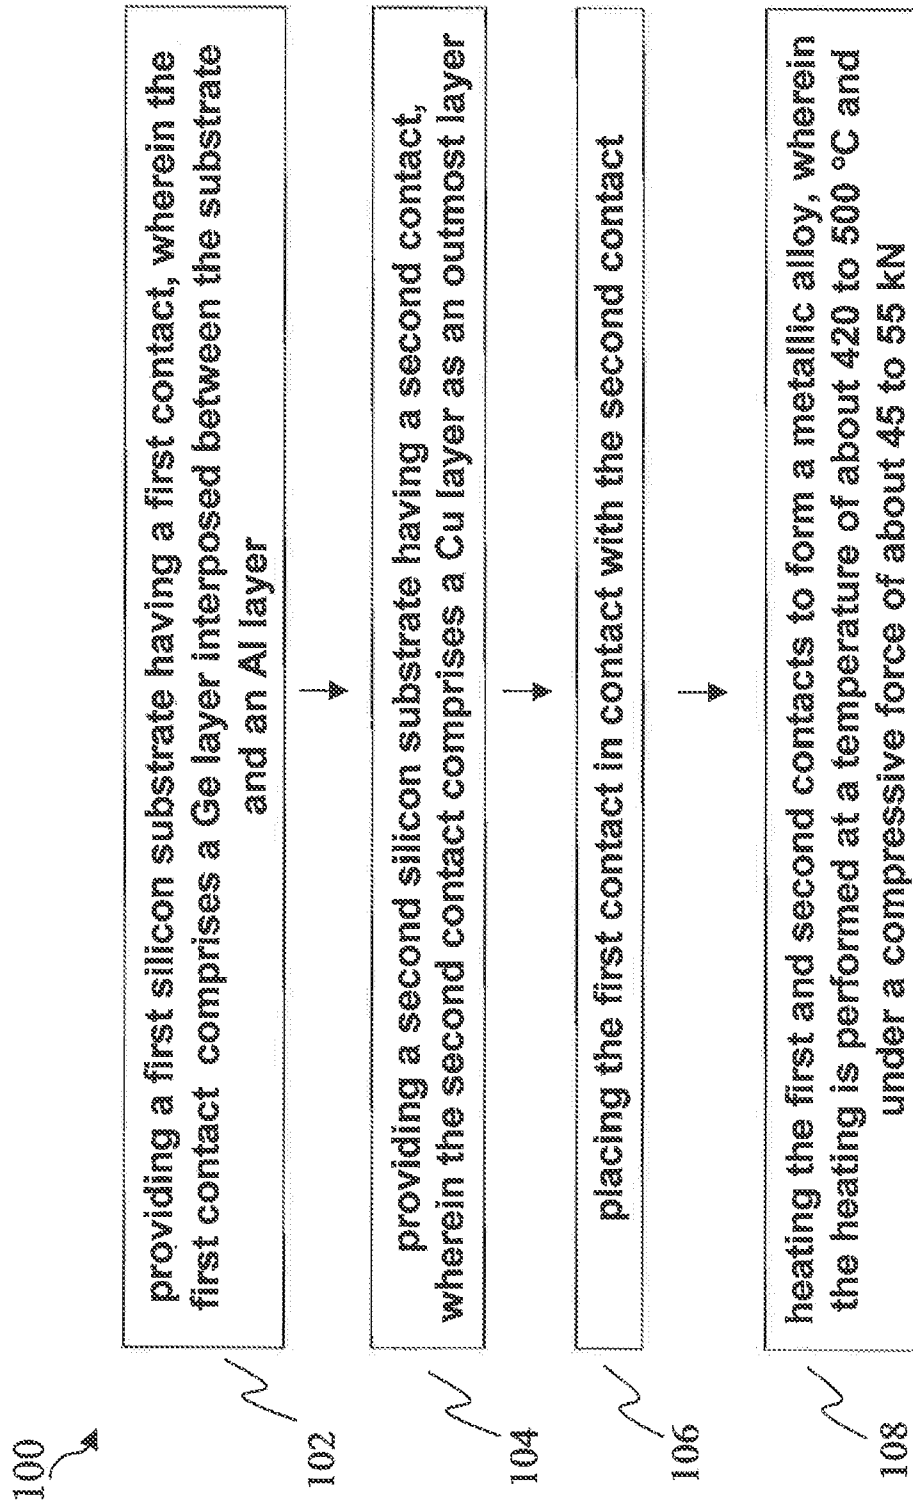 100
102
providing a first silicon substrate having a first contact, wherein the
first contact comprises a Ge layer interposed between the substrate
and an Al layer
104
providing a second silicon substrate having a second contact,
wherein the second contact comprises a Cu layer as an outmost layer
106
placing the first contact in contact with the second contact
108
heating the first and second contacts to form a metallic alloy, wherein
the heating is performed at a temperature of about 420 to 500 °C and
under a compressive force of about 45 to 55 kN